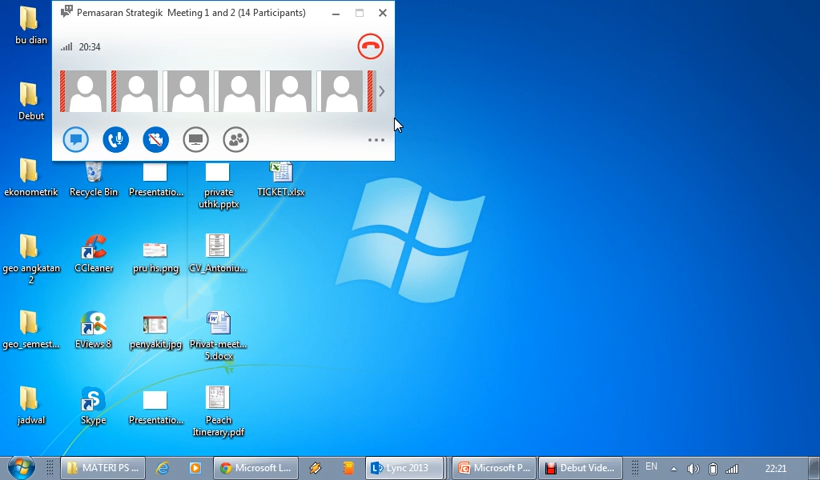 Pemasaran Strategik Meeting 1 and 2 (14 Participants)
20:34
bu dian
Debut
ekonometrik
Recycle Bin
Presentatio...
private
uthk.pptx
TICKET.xlsx
geo angkatan
2
CCleaner
pru hs.png
CV_Antoniu...
geo_semest...
EViews 8
penyakit.jpg
Privat-meet...
5.docx
jadwal
Skype
Presentatio...
Peach
Itinerary.pdf
MATERI PS ...
Microsoft L...
Lync 2013
Microsoft P...
Debut Vide...
EN
22:21